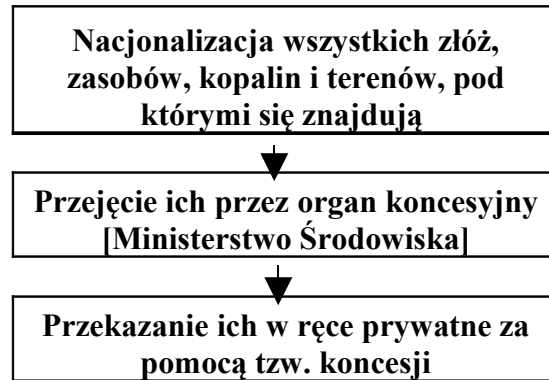 Nacjonalizacja wszystkich złóż,
zasobów, kopalin i terenów, pod
którymi się znajdują
Przejęcie ich przez organ koncesyjny
[Ministerstwo Środowiska]
Przekazanie ich w ręce prywatne za
pomocą tzw. koncesji